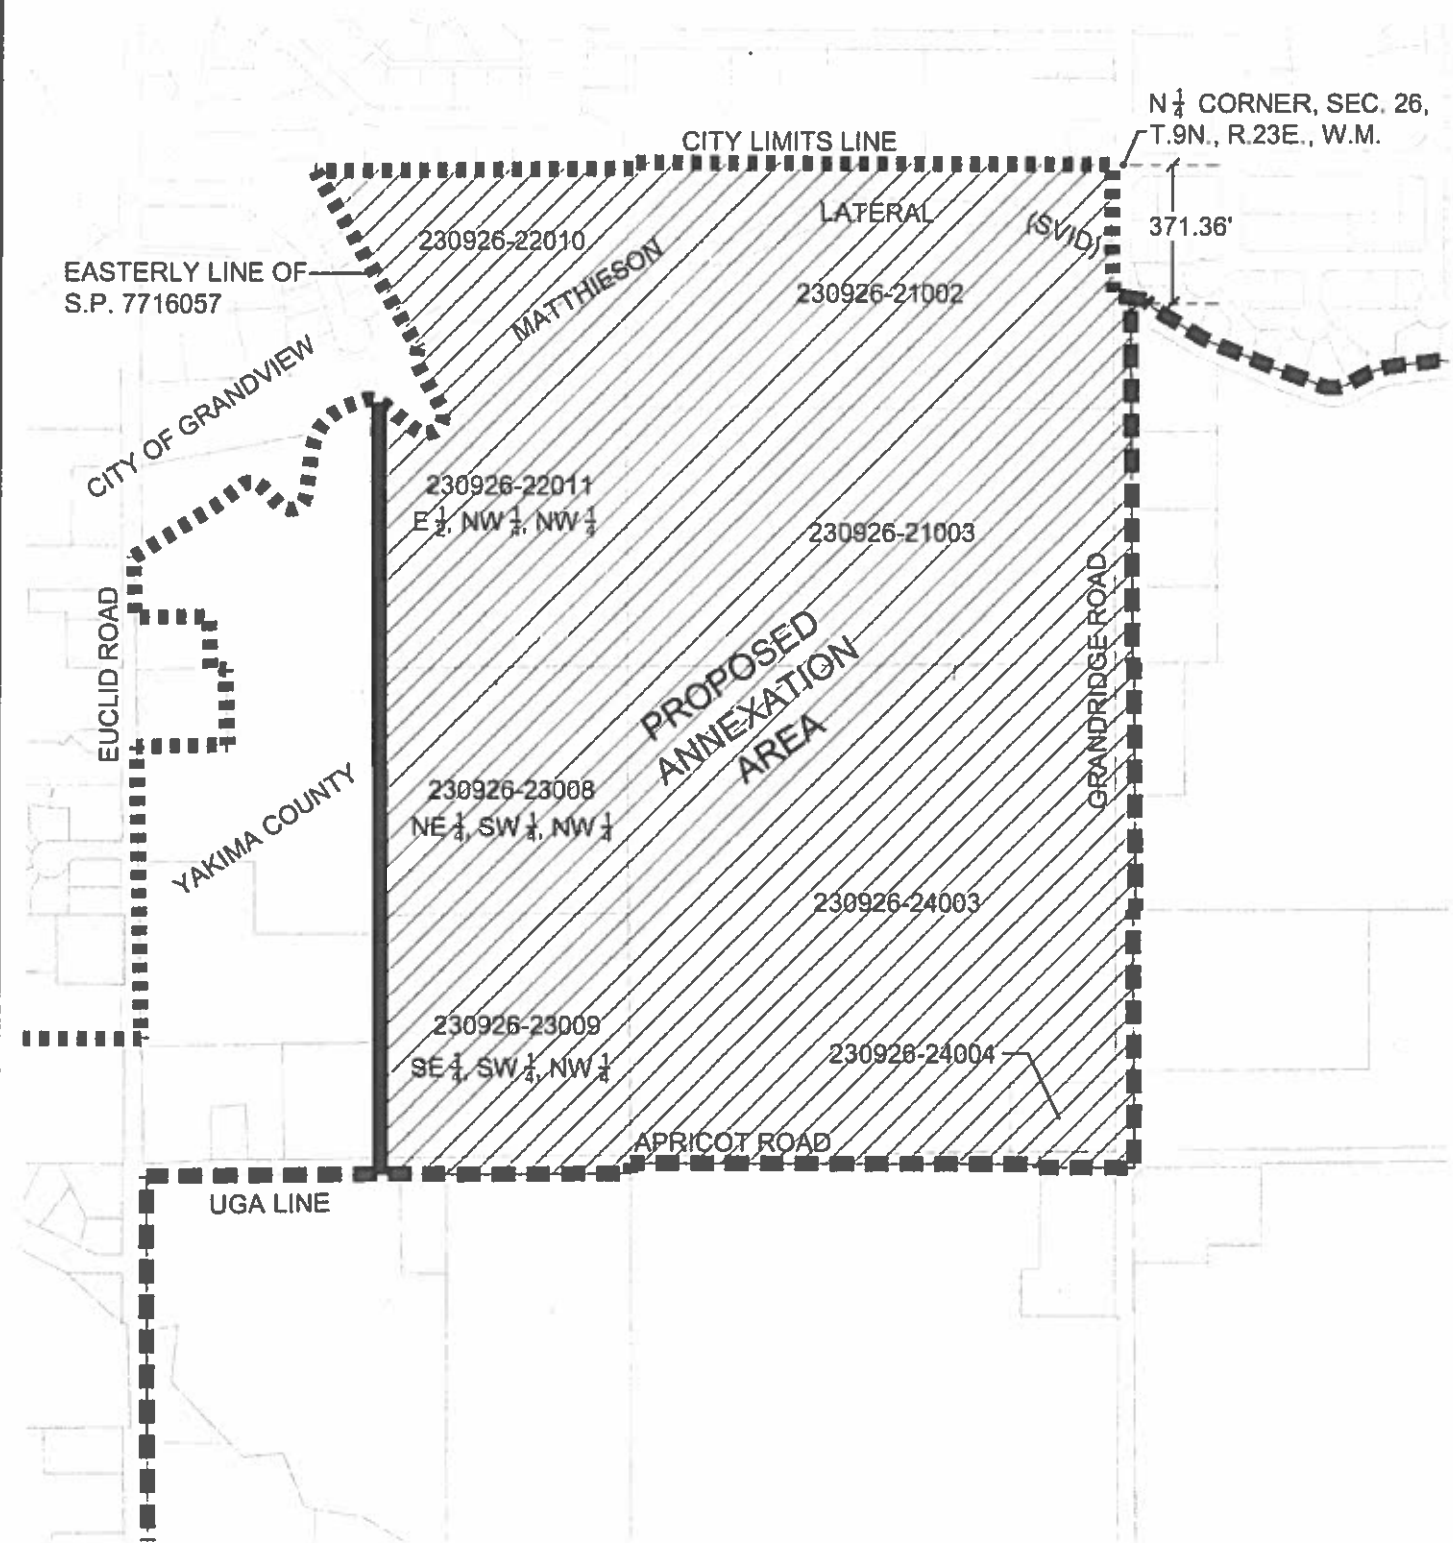 N 1/4 CORNER, SEC. 26,
T.9N., R.23E., W.M.
CITY LIMITS LINE
371.36'
LATERAL
(SVID)
230926-22010
MATTHIESON
EASTERLY LINE OF
S.P. 7716057
230926-21002
CITY OF GRANDVIEW
230926-22011
E 1/2, NW 1/4, NW 1/4
230926-21003
EUCLID ROAD
GRANDRIDGE ROAD
PROPOSED
ANNEXATION
AREA
YAKIMA COUNTY
230926-23008
NE 1/4, SW 1/4, NW 1/4
230926-24003
230926-23009
SE 1/4, SW 1/4, NW 1/4
230926-24004
APRICOT ROAD
UGA LINE